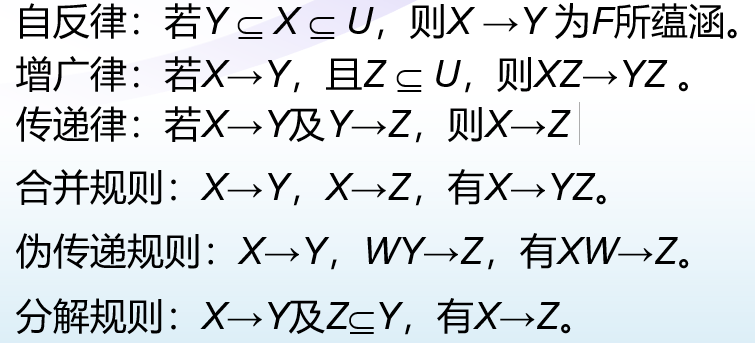 自反律：若Y ⊆ X ⊆ U，则X →Y 为F所蕴涵。
增广律：若X→Y，且Z ⊆ U，则XZ→YZ 。
传递律：若X→Y及Y→Z，则X→Z
合并规则：X→Y，X→Z，有X→YZ。
伪传递规则：X→Y，WY→Z，有XW→Z。
分解规则：X→Y及Z⊆Y，有X→Z。